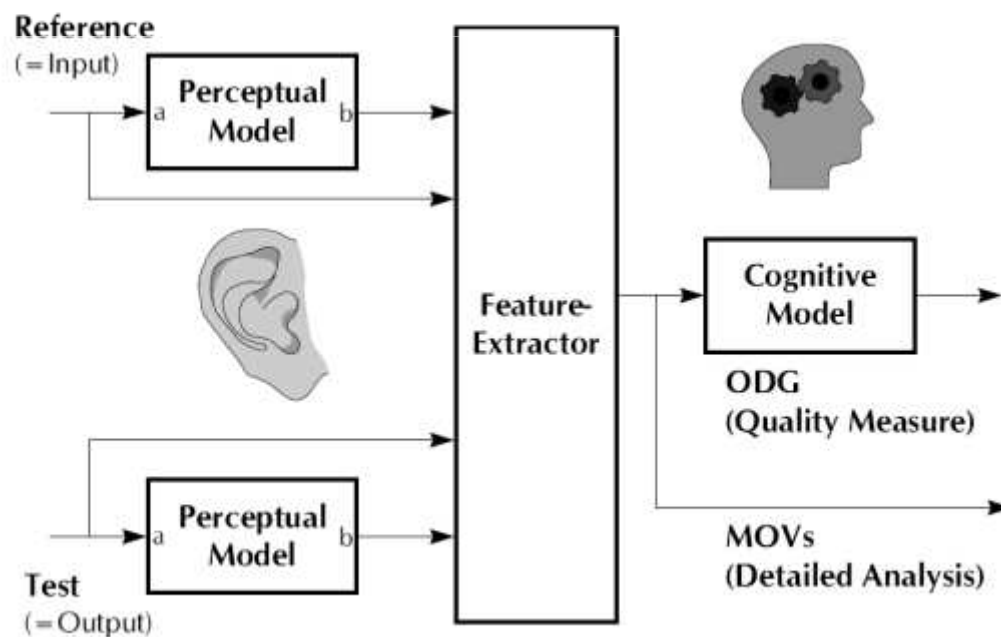 Reference
(=Input)
a
Perceptual
Model
b
Feature-
Extractor
Cognitive
Model
ODG
(Quality Measure)
a
Perceptual
Model
b
MOVs
(Detailed Analysis)
Test
(=Output)